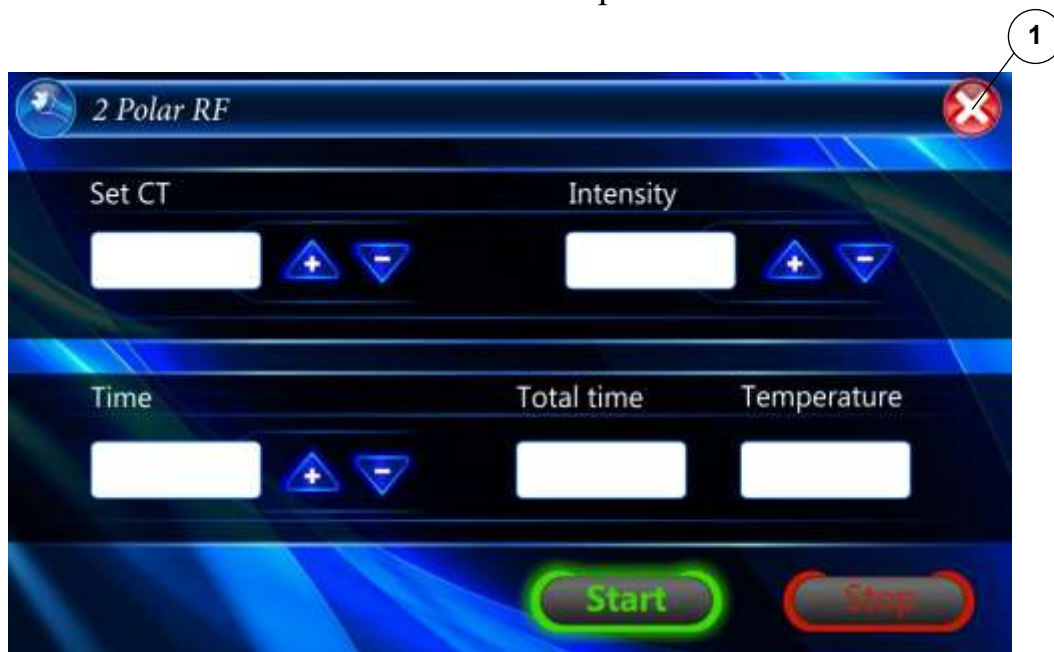 1
2 Polar RF
Set CT Intensity
+ - + -
Time Total time Temperature
+ -
Start Stop